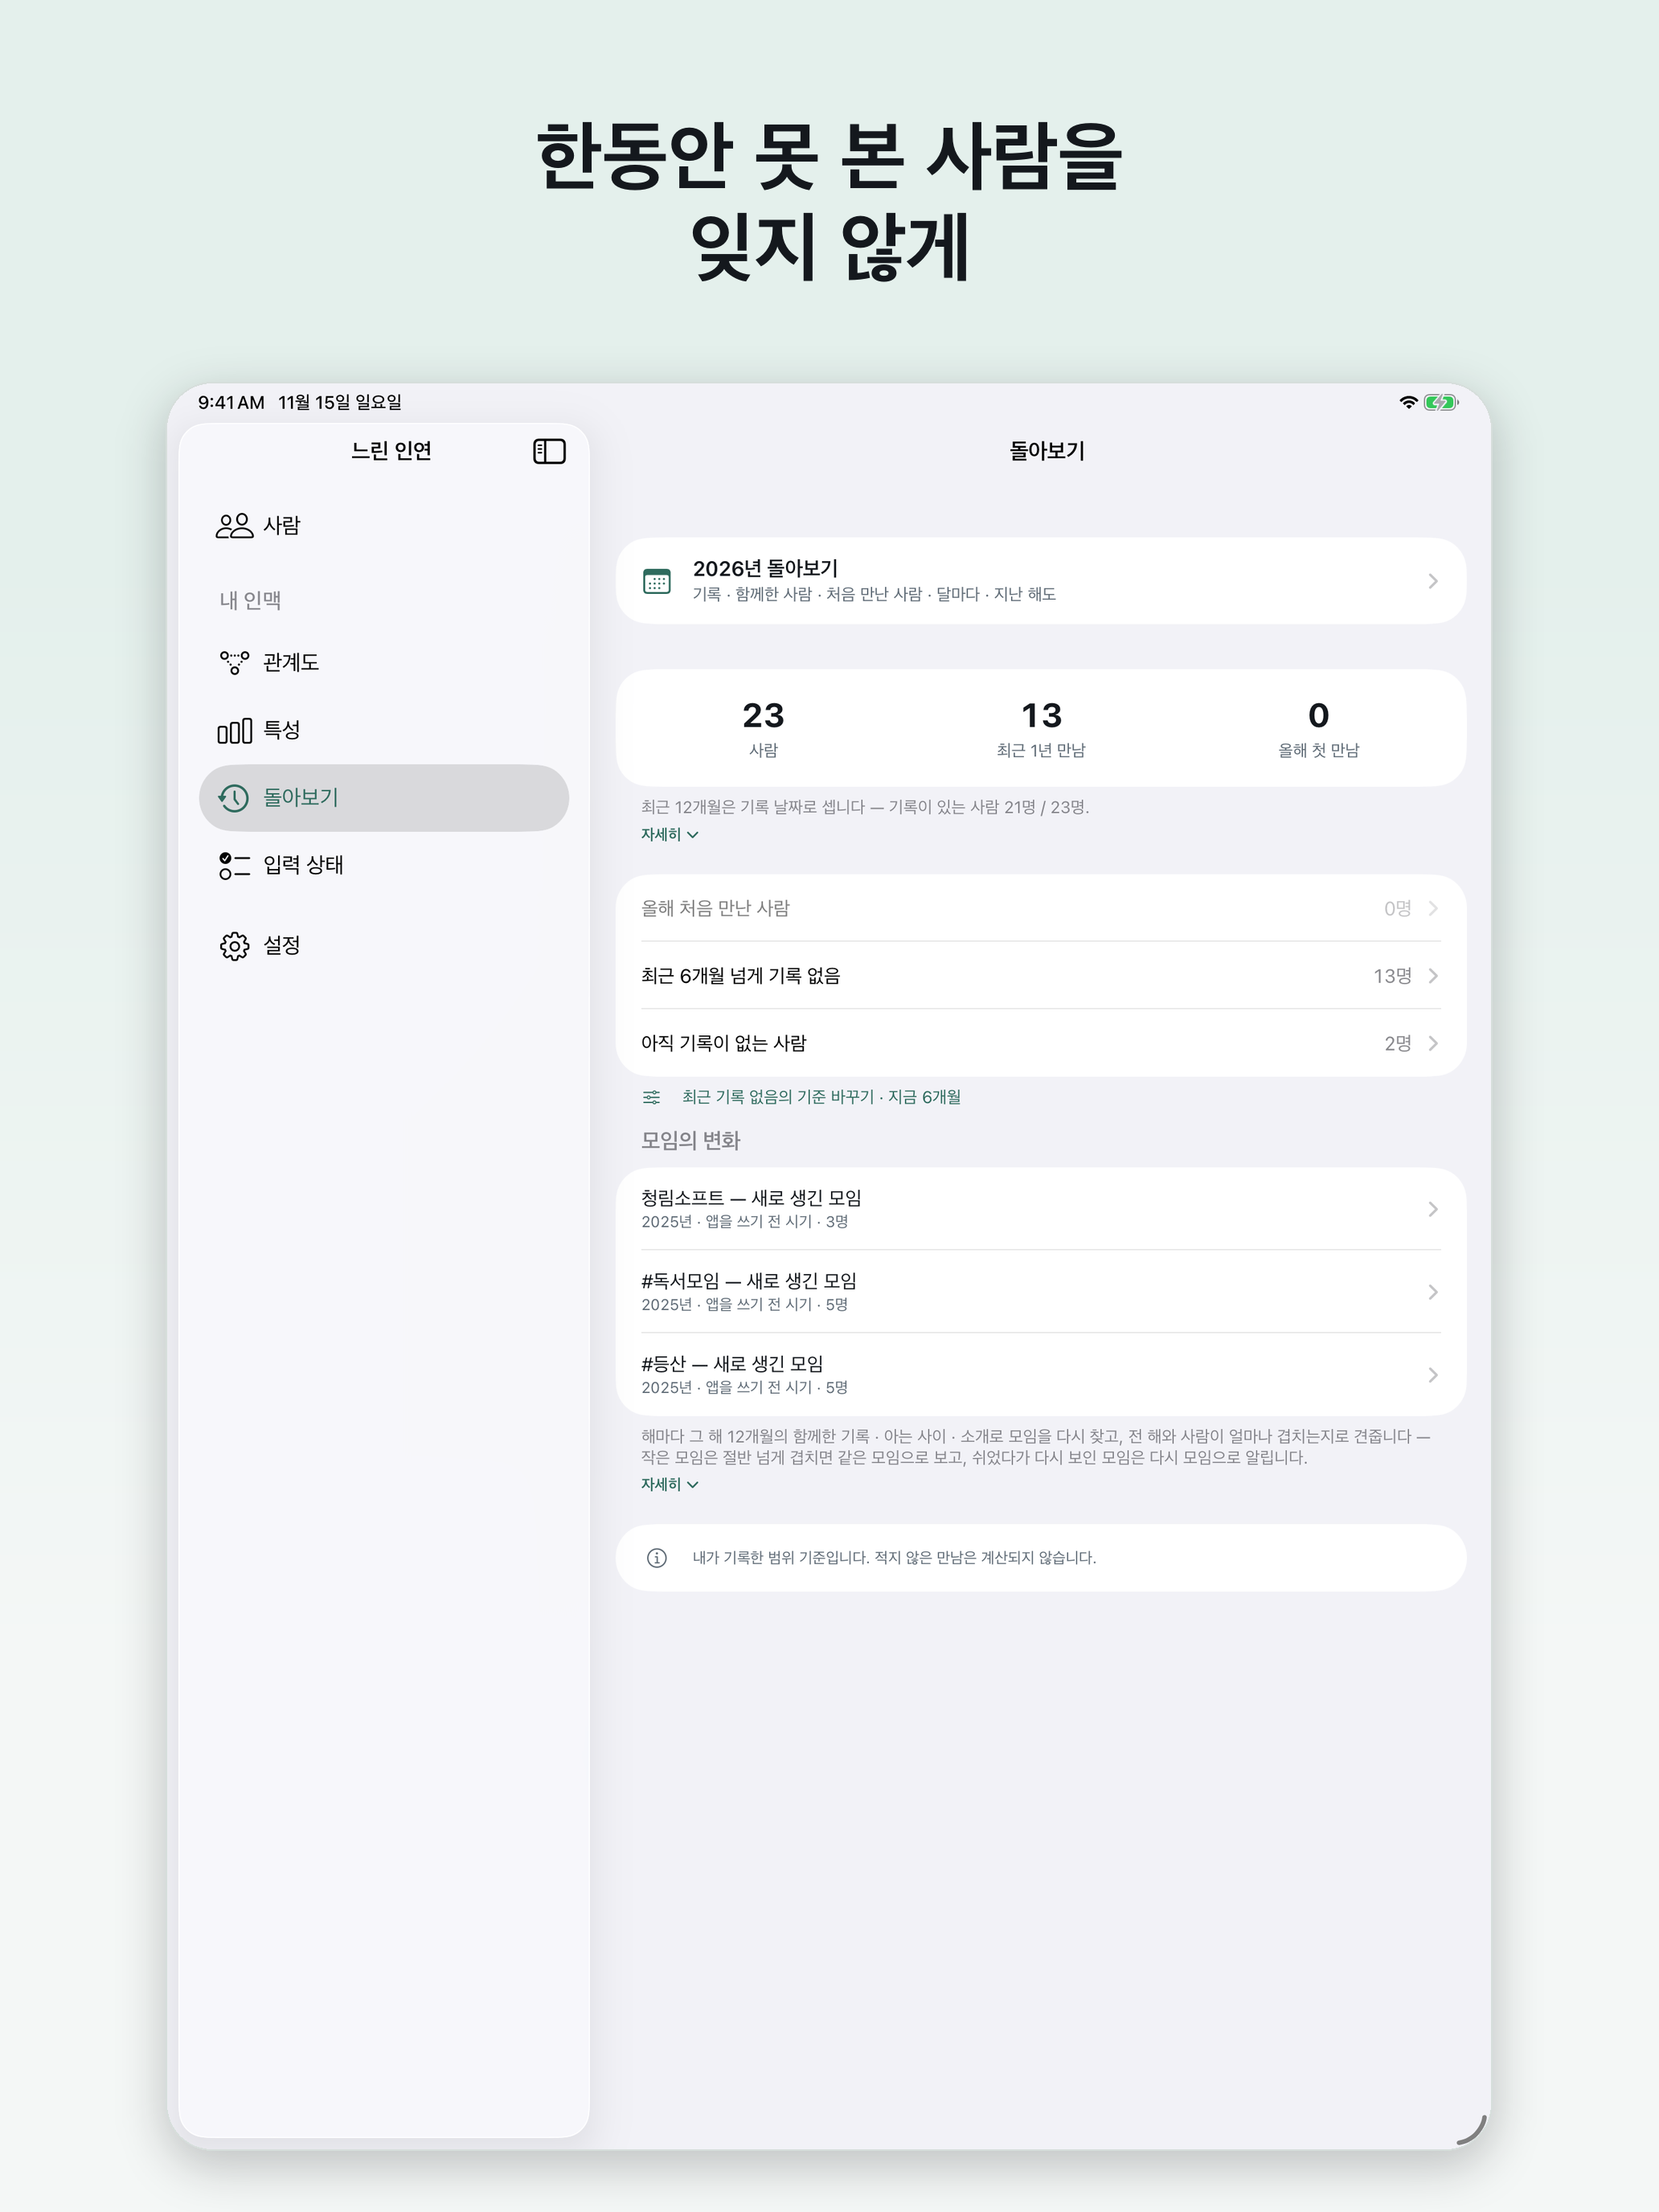 한동안 못 본 사람을
잊지 않게
9:41 AM 11월 15일 일요일
느린 인연
돌아보기
사람
내 인맥
관계도
특성
돌아보기
입력 상태
설정
2026년 돌아보기
기록 · 함께한 사람 · 처음 만난 사람 · 달마다 · 지난 해도
23
사람
13
최근 1년 만남
0
올해 첫 만남
최근 12개월은 기록 날짜로 셉니다 — 기록이 있는 사람 21명 / 23명.
자세히
올해 처음 만난 사람 0명
최근 6개월 넘게 기록 없음 13명
아직 기록이 없는 사람 2명
최근 기록 없음의 기준 바꾸기 · 지금 6개월
모임의 변화
청림소프트 — 새로 생긴 모임
2025년 · 앱을 쓰기 전 시기 · 3명
#독서모임 — 새로 생긴 모임
2025년 · 앱을 쓰기 전 시기 · 5명
#등산 — 새로 생긴 모임
2025년 · 앱을 쓰기 전 시기 · 5명
해마다 그 해 12개월의 함께한 기록 · 아는 사이 · 소개로 모임을 다시 찾고, 전 해와 사람이 얼마나 겹치는지로 견줍니다 —
작은 모임은 절반 넘게 겹치면 같은 모임으로 보고, 쉬었다가 다시 보인 모임은 다시 모임으로 알립니다.
자세히
내가 기록한 범위 기준입니다. 적지 않은 만남은 계산되지 않습니다.